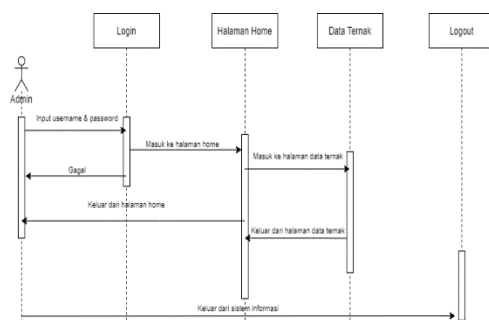 Login
Halaman Home
Data Ternak
Logout
Admin
Input username & password
Masuk ke halaman home
Masuk ke halaman data ternak
Gagal
Keluar dari halaman home
Keluar dari halaman data ternak
Keluar dari sistem informasi